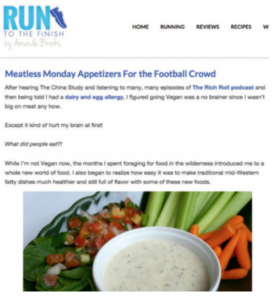 RUN
TO THE FINISH
by Amanda Brooks
HOME RUNNING REVIEWS RECIPES
Meatless Monday Appetizers For the Football Crowd
After hearing The China Study and listening to many, many episodes of The Rich Roll podcast and
then being told I had a dairy and egg allergy, I figured going Vegan was a no brainer since I wasn't
big on meat any how.
Except it kind of hurt my brain at first!
What did people eat?!
While I'm not Vegan now, the months I spent foraging for food in the wilderness introduced me to a
whole new world of food. I also began to realize how easy it was to make traditional mid-Western
fatty dishes much healthier and still full of flavor with some of these new foods.